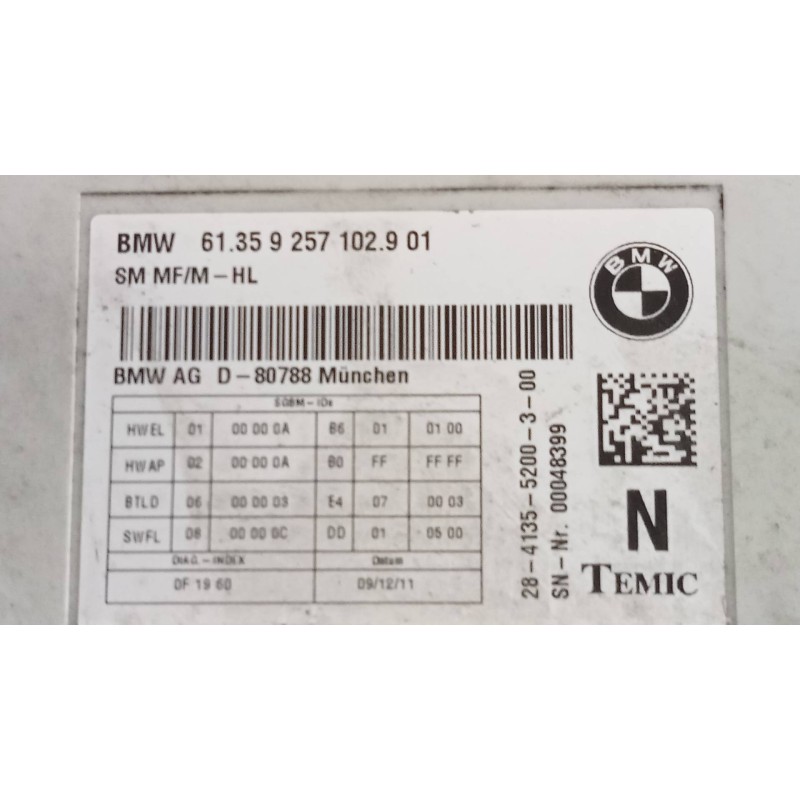 BMW 61.35 9 257 102.9 01
SM MF/M-HL
BMW
BMW AG D-80788 München
SGBM-IDs
HWEL 01 00 00 0A B6 01 01 00
HWAP 02 00 00 0A B0 FF FF FF
BTLD 06 00 00 03 E4 07 00 03
SWFL 08 00 00 0C DD 01 05 00
DIAG.-INDEX Datum
0F 19 60 09/12/11
28-4135-5200-3-00
SN-Nr. 00048399
N
TEMIC